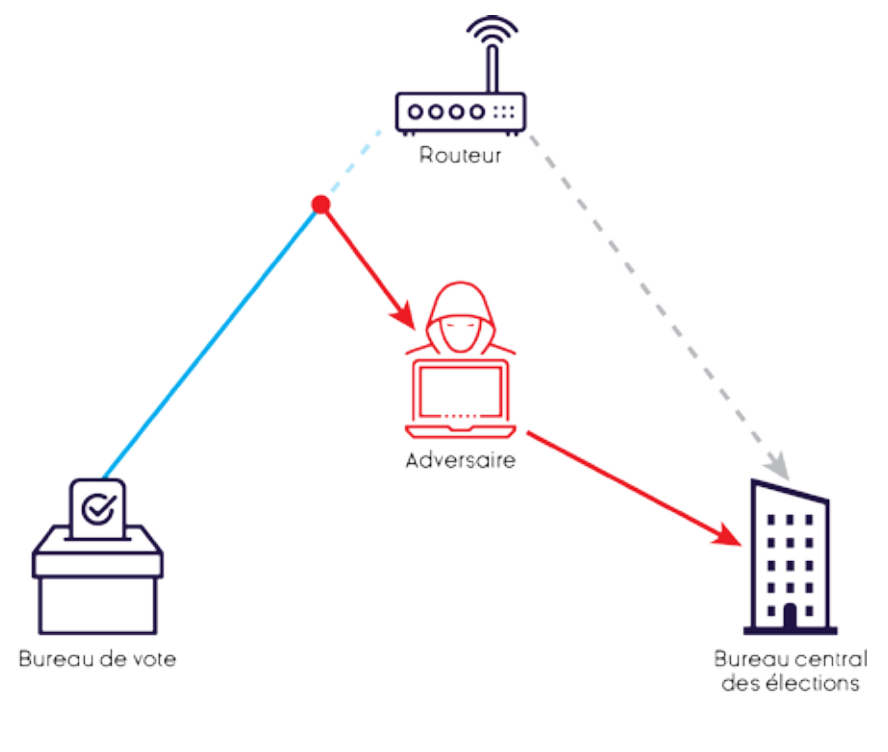 Routeur
Adversaire
Bureau de vote
Bureau central
des élections